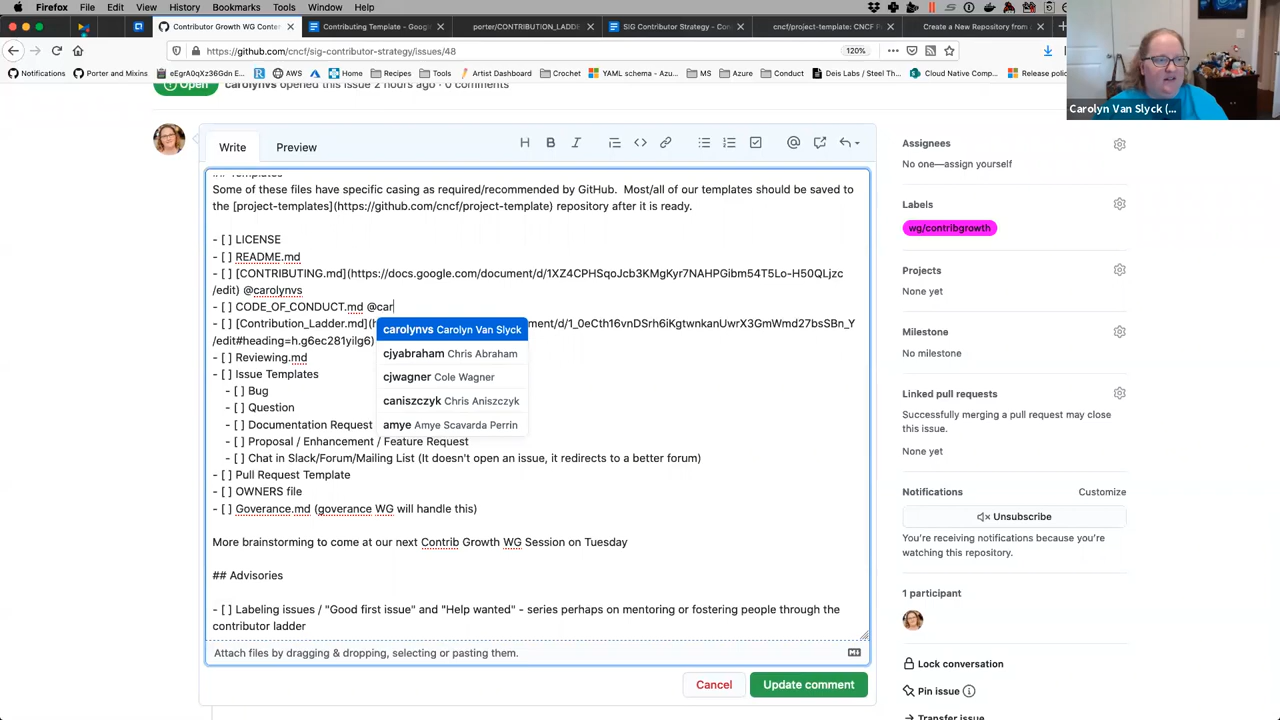 Firefox File Edit View History Bookmarks Tools Window Help
Contributor Growth WG Conter
Contributing Template - Goog
porter/CONTRIBUTION_LADDE
SIG Contributor Strategy - Con
cncf/project-template: CNCF P
Create a New Repository from
https://github.com/cncf/sig-contributor-strategy/issues/48
120%
Notifications
Porter and Mixins
eEgrA0qXz36Gdn E...
AWS
Home
Recipes
Tools
Artist Dashboard
Crochet
YAML schema - Azur...
MS
Azure
Conduct
Deis Labs / Steel Th...
Cloud Native Comp...
Release polic
Carolyn Van Slyck (...
Open
carolynvs opened this issue 2 hours ago · 0 comments
Write
Preview
## Templates
Some of these files have specific casing as required/recommended by GitHub. Most/all of our templates should be saved to
the [project-templates](https://github.com/cncf/project-template) repository after it is ready.
- [ ] LICENSE
- [ ] README.md
- [ ] [CONTRIBUTING.md](https://docs.google.com/document/d/1XZ4CPHSqoJcb3KMgKyr7NAHPGibm54T5Lo-H50QLjzc
/edit) @carolynvs
- [ ] CODE_OF_CONDUCT.md @car
- [ ] [Contribution_Ladder.md](h
ment/d/1_0eCth16vnDSrh6iKgtwnkanUwrX3GmWmd27bsSBn_Y
/edit#heading=h.g6ec281yilg6)
- [ ] Reviewing.md
- [ ] Issue Templates
- [ ] Bug
- [ ] Question
- [ ] Documentation Request
- [ ] Proposal / Enhancement / Feature Request
- [ ] Chat in Slack/Forum/Mailing List (It doesn't open an issue, it redirects to a better forum)
- [ ] Pull Request Template
- [ ] OWNERS file
- [ ] Goverance.md (goverance WG will handle this)
More brainstorming to come at our next Contrib Growth WG Session on Tuesday
## Advisories
- [ ] Labeling issues / "Good first issue" and "Help wanted" - series perhaps on mentoring or fostering people through the
contributor ladder
carolynvs Carolyn Van Slyck
cjyabraham Chris Abraham
cjwagner Cole Wagner
caniszczyk Chris Aniszczyk
amye Amye Scavarda Perrin
Attach files by dragging & dropping, selecting or pasting them.
Cancel
Update comment
Assignees
No one—assign yourself
Labels
wg/contribgrowth
Projects
None yet
Milestone
No milestone
Linked pull requests
Successfully merging a pull request may close
this issue.
None yet
Notifications
Customize
Unsubscribe
You're receiving notifications because you're
watching this repository.
1 participant
Lock conversation
Pin issue
Transfer issue